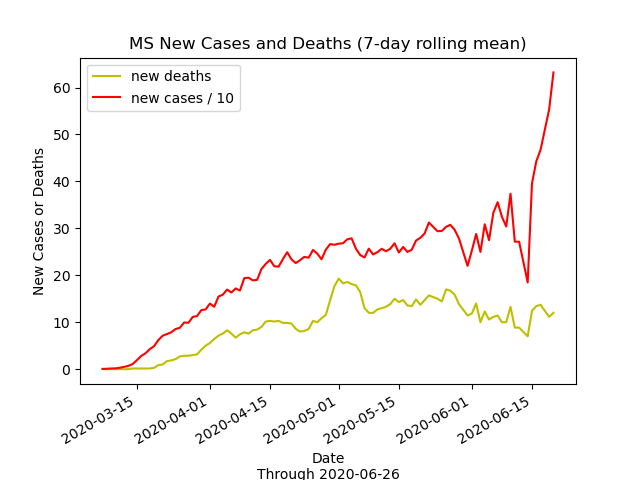 MS New Cases and Deaths (7-day rolling mean)
new deaths
new cases / 10
60
50
40
30
20
10
0
New Cases or Deaths
2020-03-15
2020-04-01
2020-04-15
2020-05-01
2020-05-15
2020-06-01
2020-06-15
Date
Through 2020-06-26